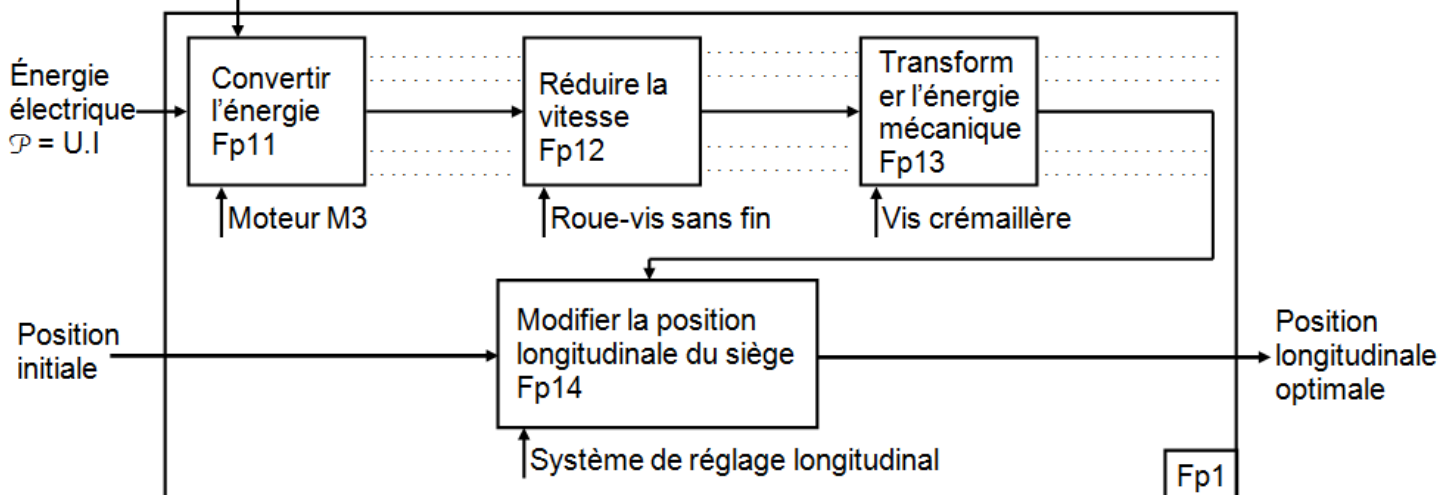 Énergie
électrique
𝒫 = U.I
Convertir
l'énergie
Fp11
Réduire la
vitesse
Fp12
Transform
er l'énergie
mécanique
Fp13
Moteur M3
Roue-vis sans fin
Vis crémaillère
Position
initiale
Modifier la position
longitudinale du siège
Fp14
Position
longitudinale
optimale
Système de réglage longitudinal
Fp1